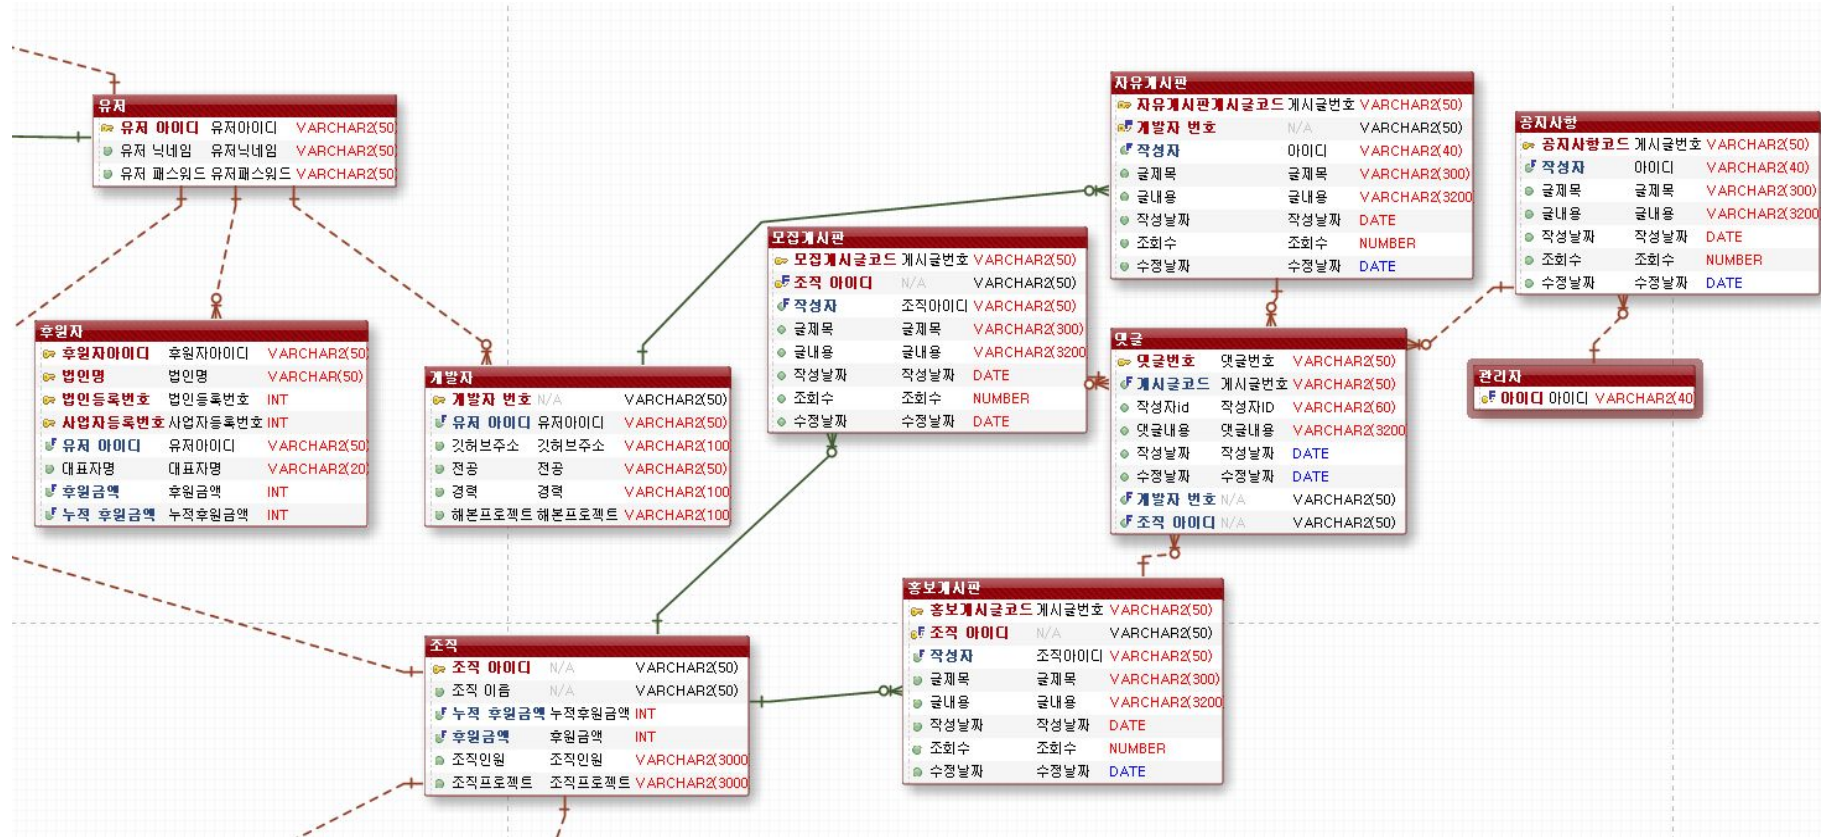 유저
유저 아이디 유저아이디 VARCHAR2(50)
유저 닉네임 유저닉네임 VARCHAR2(50)
유저 패스워드 유저패스워드 VARCHAR2(50)
후원자
후원자아이디 후원자아이디 VARCHAR2(50)
법인명 법인명 VARCHAR(50)
법인등록번호 법인등록번호 INT
사업자등록번호 사업자등록번호 INT
유저 아이디 유저아이디 VARCHAR2(50)
대표자명 대표자명 VARCHAR2(20)
후원금액 후원금액 INT
누적 후원금액 누적후원금액 INT
개발자
개발자 번호 N/A VARCHAR2(50)
유저 아이디 유저아이디 VARCHAR2(50)
깃허브주소 깃허브주소 VARCHAR2(100
전공 전공 VARCHAR2(50)
경력 경력 VARCHAR2(100
해본프로젝트 해본프로젝트 VARCHAR2(100
모집게시판
모집게시글코드 게시글번호 VARCHAR2(50)
조직 아이디 N/A VARCHAR2(50)
작성자 조직아이디 VARCHAR2(50)
글제목 글제목 VARCHAR2(300)
글내용 글내용 VARCHAR2(3200
작성날짜 작성날짜 DATE
조회수 조회수 NUMBER
수정날짜 수정날짜 DATE
자유게시판
자유게시판게시글코드 게시글번호 VARCHAR2(50)
개발자 번호 N/A VARCHAR2(50)
작성자 아이디 VARCHAR2(40)
글제목 글제목 VARCHAR2(300)
글내용 글내용 VARCHAR2(3200
작성날짜 작성날짜 DATE
조회수 조회수 NUMBER
수정날짜 수정날짜 DATE
공지사항
공지사항코드 게시글번호 VARCHAR2(50)
작성자 아이디 VARCHAR2(40)
글제목 글제목 VARCHAR2(300)
글내용 글내용 VARCHAR2(3200
작성날짜 작성날짜 DATE
조회수 조회수 NUMBER
수정날짜 수정날짜 DATE
댓글
댓글번호 댓글번호 VARCHAR2(50)
게시글코드 게시글번호 VARCHAR2(50)
작성자id 작성자ID VARCHAR2(60)
댓글내용 댓글내용 VARCHAR2(3200
작성날짜 작성날짜 DATE
수정날짜 수정날짜 DATE
개발자 번호 N/A VARCHAR2(50)
조직 아이디 N/A VARCHAR2(50)
관리자
아이디 아이디 VARCHAR2(40
조직
조직 아이디 N/A VARCHAR2(50)
조직 이름 N/A VARCHAR2(50)
누적 후원금액 누적후원금액 INT
후원금액 후원금액 INT
조직인원 조직인원 VARCHAR2(3000
조직프로젝트 조직프로젝트 VARCHAR2(3000
홍보게시판
홍보게시글코드 게시글번호 VARCHAR2(50)
조직 아이디 N/A VARCHAR2(50)
작성자 조직아이디 VARCHAR2(50)
글제목 글제목 VARCHAR2(300)
글내용 글내용 VARCHAR2(3200
작성날짜 작성날짜 DATE
조회수 조회수 NUMBER
수정날짜 수정날짜 DATE